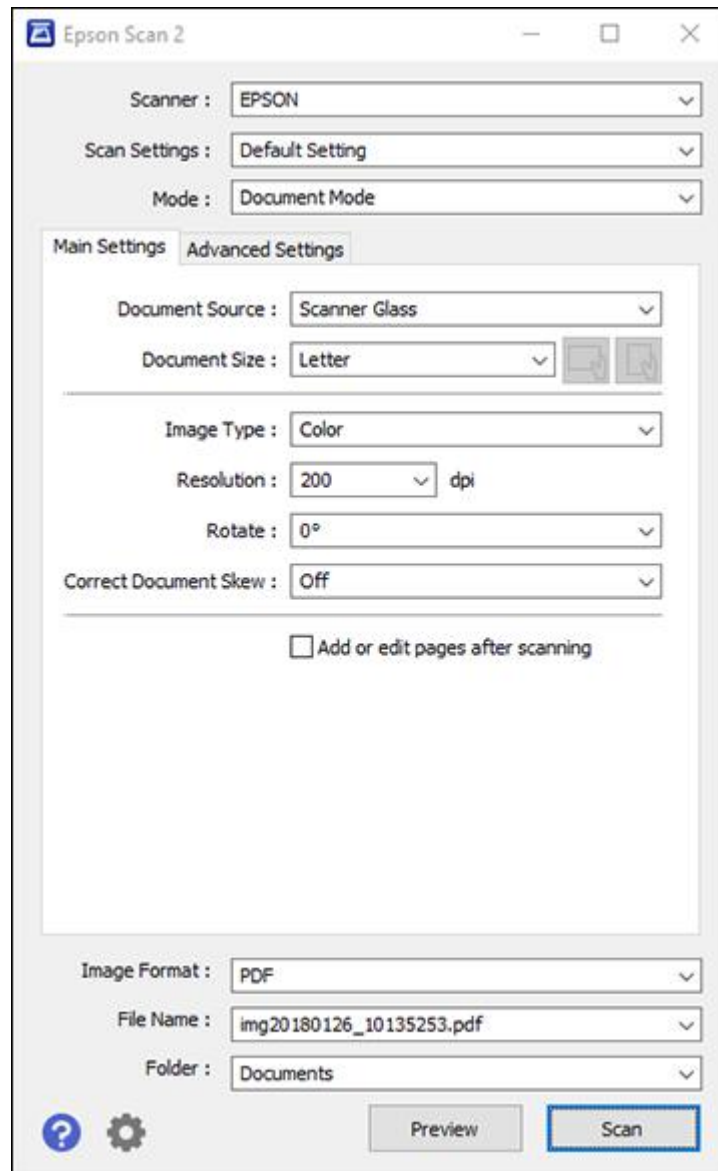 Epson Scan 2
Scanner : EPSON
Scan Settings : Default Setting
Mode : Document Mode
Main Settings Advanced Settings
Document Source : Scanner Glass
Document Size : Letter
Image Type : Color
Resolution : 200 dpi
Rotate : 0°
Correct Document Skew : Off
Add or edit pages after scanning
Image Format : PDF
File Name : img20180126_10135253.pdf
Folder : Documents
? Preview Scan